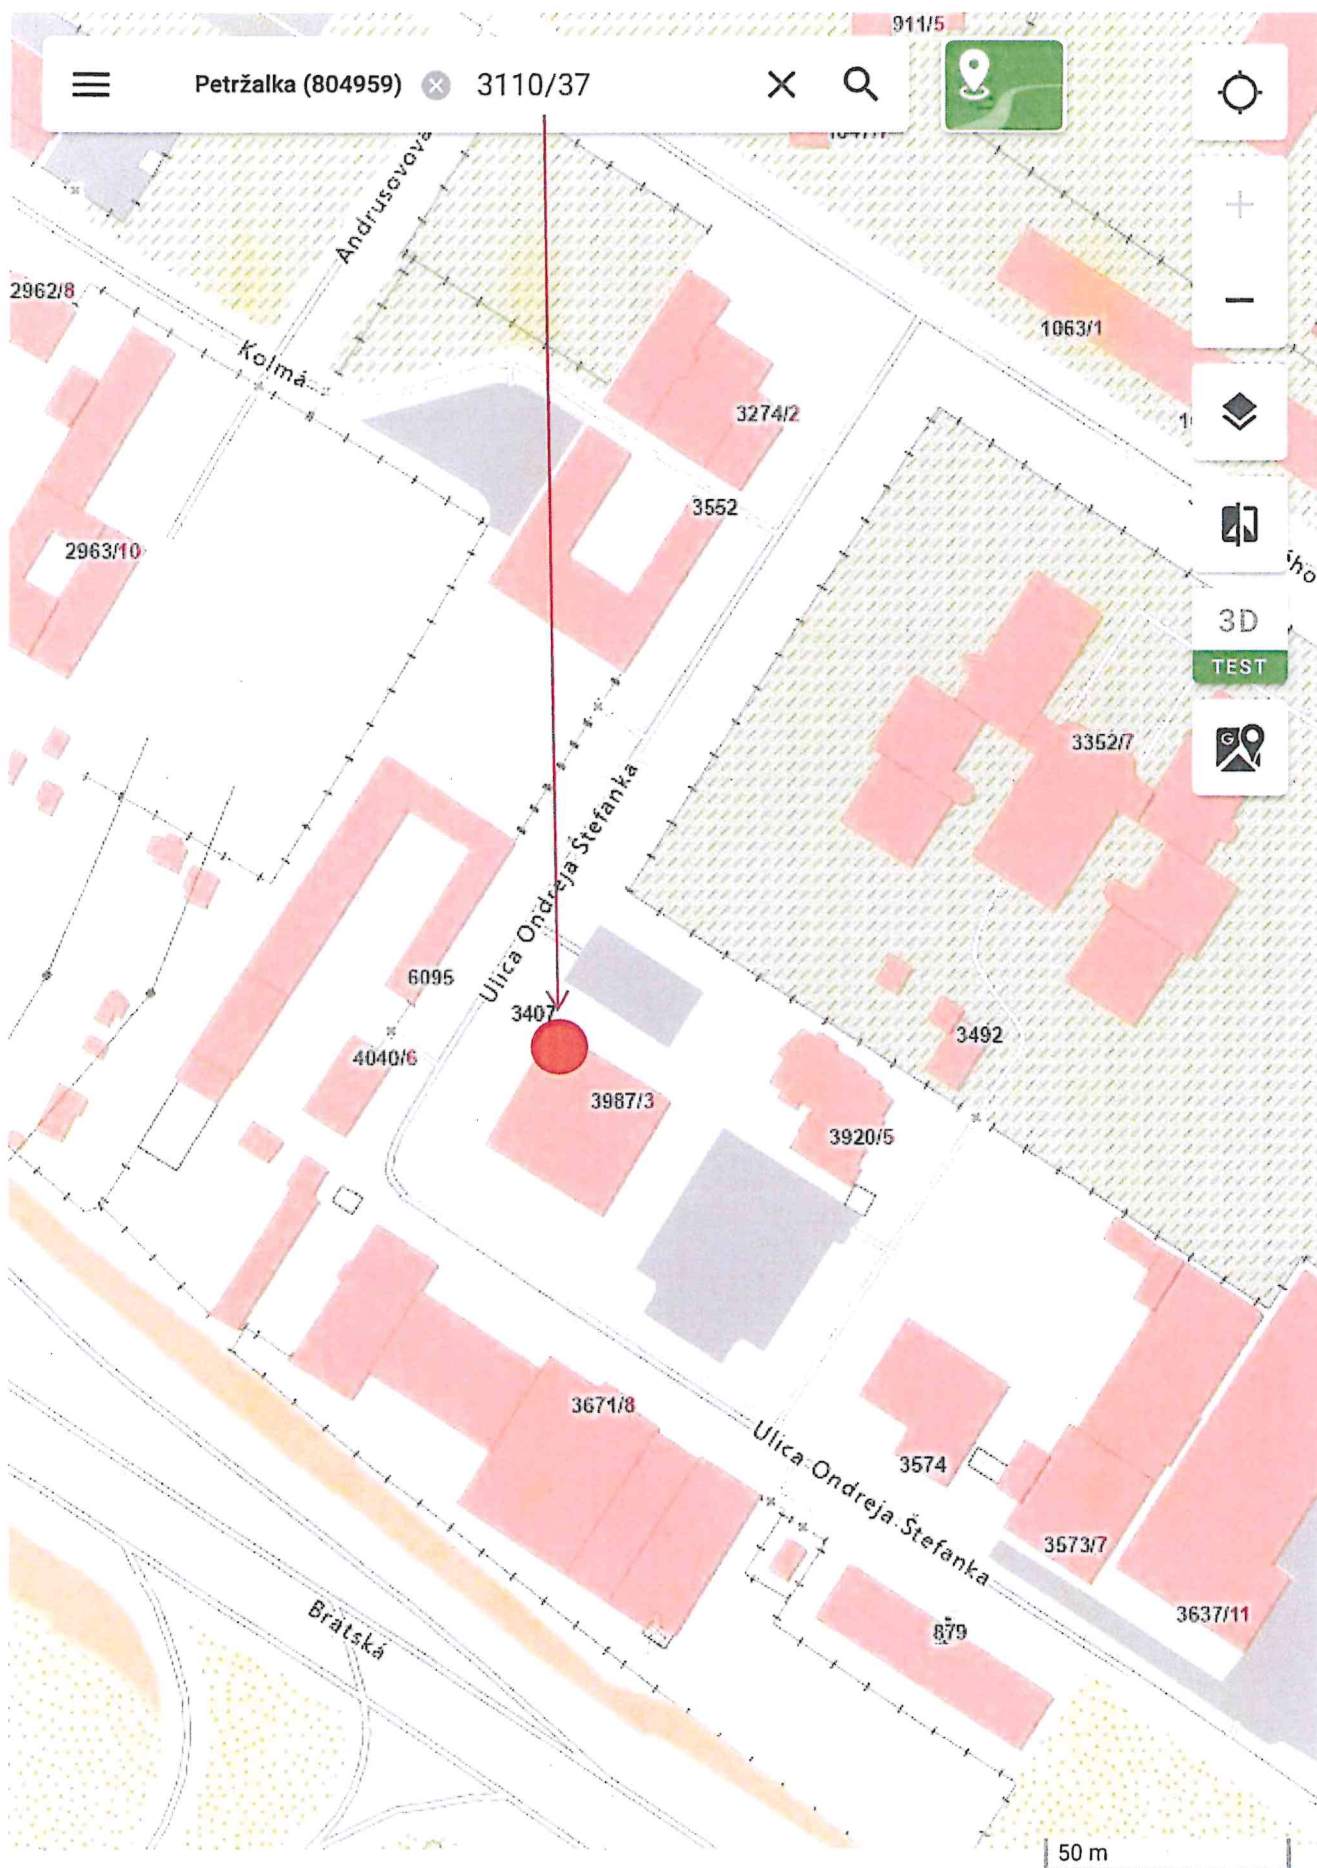 911/5
Petržalka (804959) 3110/37
Andrusovova
2962/8
1063/1
Kolmá
3274/2
3552
2963/10
3D
TEST
3352/7
Ulica Ondreja Štefanka
6095
3407
3492
4040/6
3987/3
3920/5
3671/8
Ulica Ondreja Štefanka
3574
3573/7
3637/11
Bratská
879
50 m